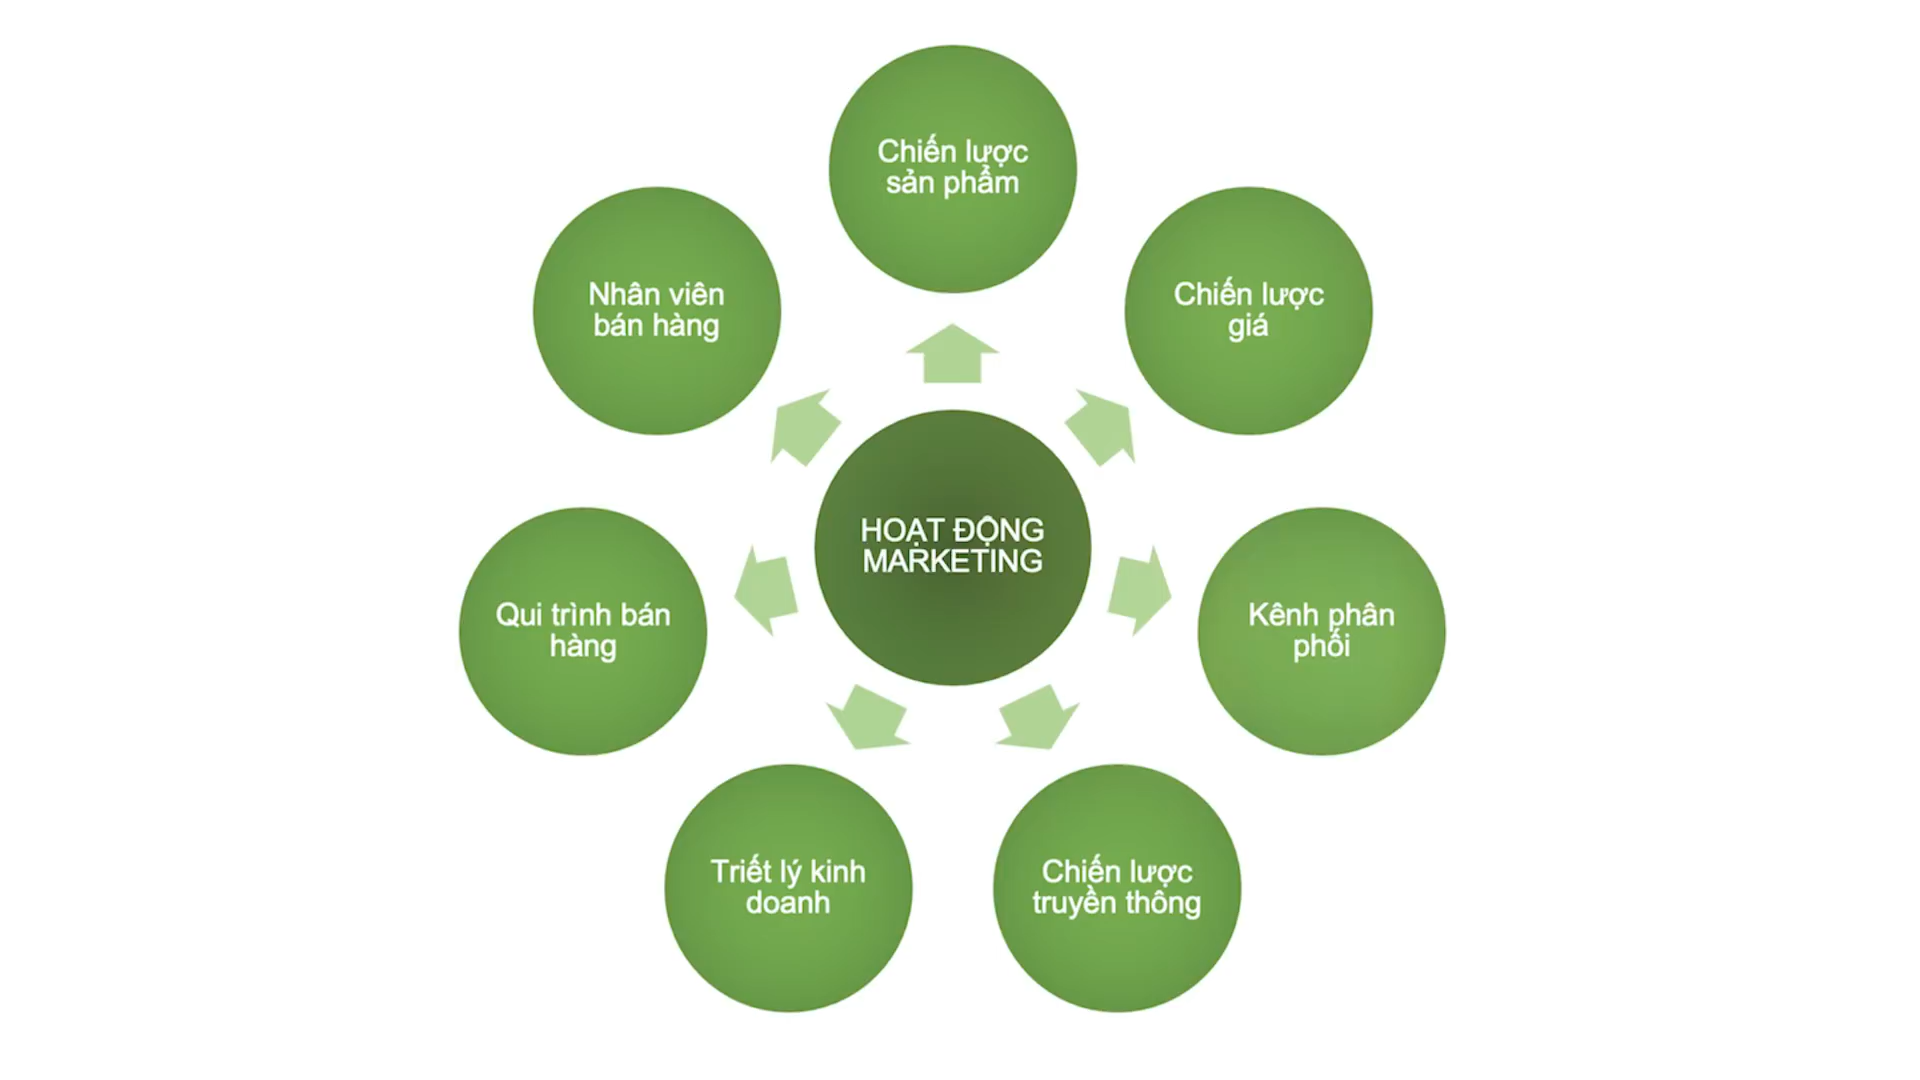 Chiến lược
sản phẩm
Chiến lược
giá
Kênh phân
phối
Chiến lược
truyền thông
Triết lý kinh
doanh
Qui trình bán
hàng
Nhân viên
bán hàng
HOẠT ĐỘNG
MARKETING